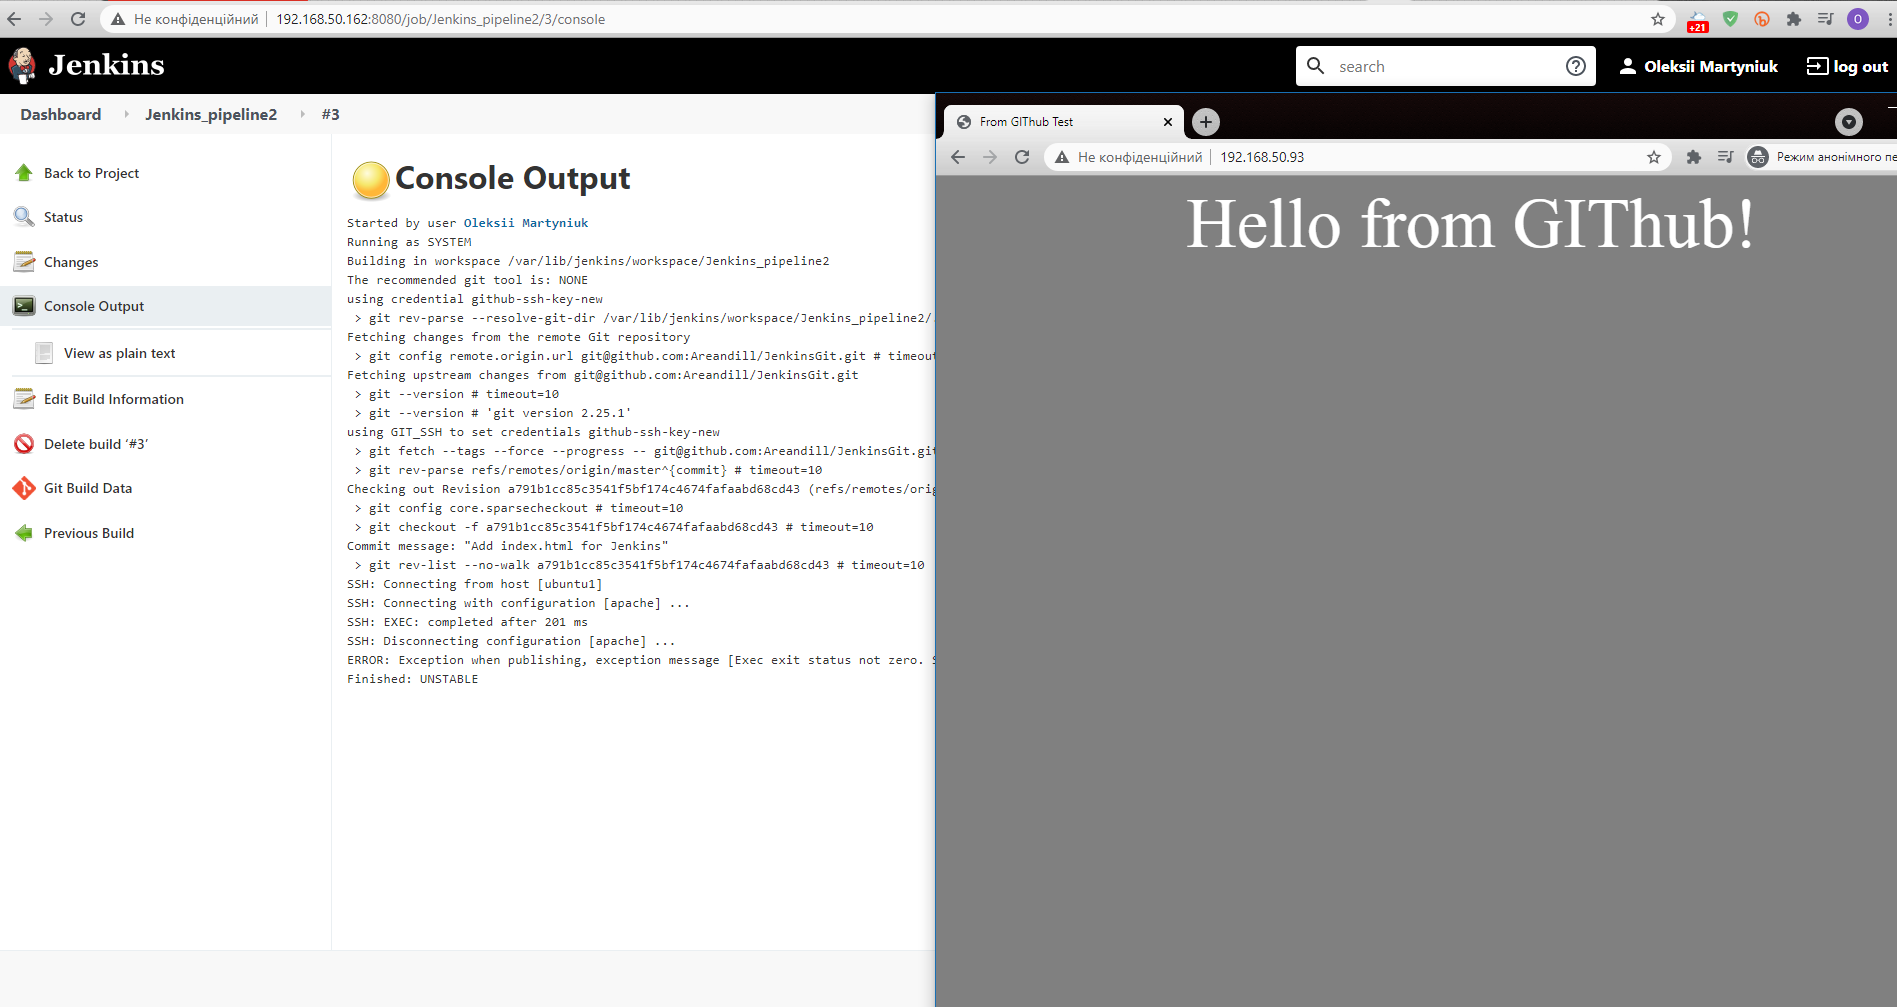 Не конфіденційний
192.168.50.162:8080/job/Jenkins_pipeline2/3/console
+21
O
Jenkins
search
Oleksii Martyniuk
log out
Dashboard
Jenkins_pipeline2
#3
Back to Project
Status
Changes
Console Output
View as plain text
Edit Build Information
Delete build ‘#3’
Git Build Data
Previous Build
Console Output
Started by user Oleksii Martyniuk
Running as SYSTEM
Building in workspace /var/lib/jenkins/workspace/Jenkins_pipeline2
The recommended git tool is: NONE
using credential github-ssh-key-new
> git rev-parse --resolve-git-dir /var/lib/jenkins/workspace/Jenkins_pipeline2/
Fetching changes from the remote Git repository
> git config remote.origin.url git@github.com:Areandill/JenkinsGit.git # timeout
Fetching upstream changes from git@github.com:Areandill/JenkinsGit.git
> git --version # timeout=10
> git --version # 'git version 2.25.1'
using GIT_SSH to set credentials github-ssh-key-new
> git fetch --tags --force --progress -- git@github.com:Areandill/JenkinsGit.git
> git rev-parse refs/remotes/origin/master^{commit} # timeout=10
Checking out Revision a791b1cc85c3541f5bf174c4674fafaabd68cd43 (refs/remotes/orig
> git config core.sparsecheckout # timeout=10
> git checkout -f a791b1cc85c3541f5bf174c4674fafaabd68cd43 # timeout=10
Commit message: "Add index.html for Jenkins"
> git rev-list --no-walk a791b1cc85c3541f5bf174c4674fafaabd68cd43 # timeout=10
SSH: Connecting from host [ubuntu1]
SSH: Connecting with configuration [apache] ...
SSH: EXEC: completed after 201 ms
SSH: Disconnecting configuration [apache] ...
ERROR: Exception when publishing, exception message [Exec exit status not zero.
Finished: UNSTABLE
From GIThub Test
Не конфіденційний
192.168.50.93
Режим анонімного пе
Hello from GIThub!